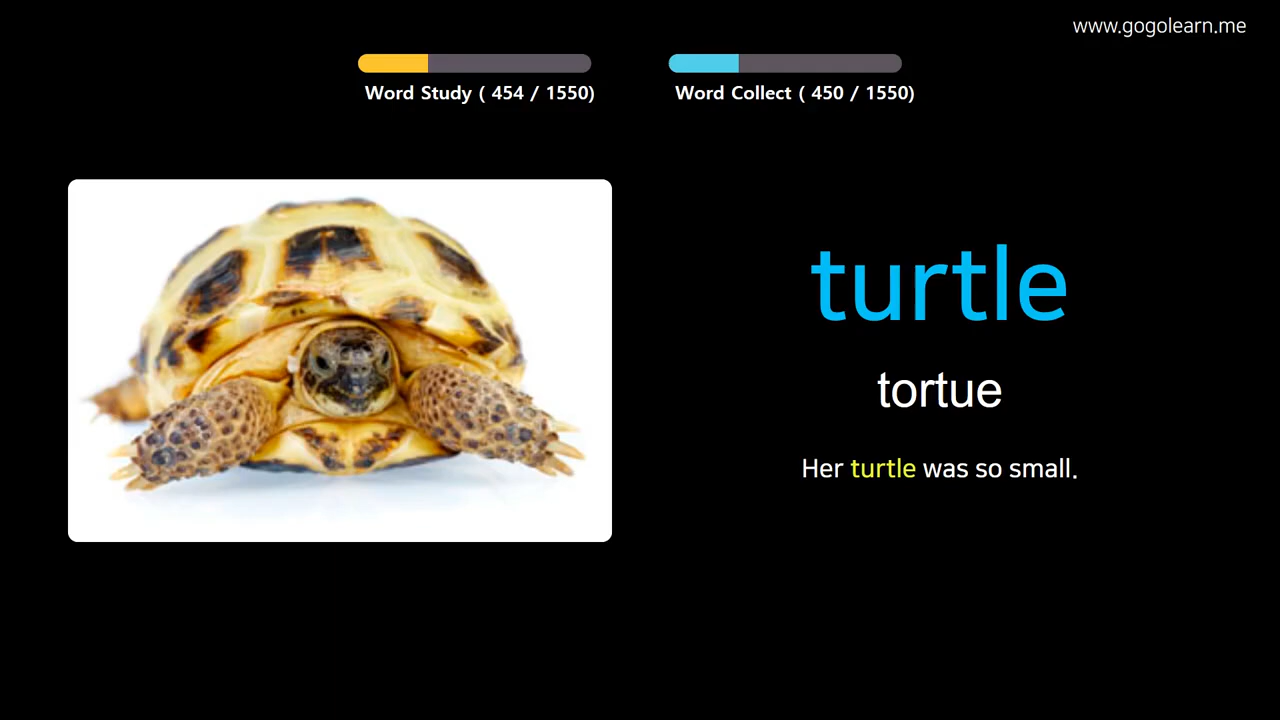 www.gogolearn.me
Word Study ( 454 / 1550)
Word Collect ( 450 / 1550)
turtle
tortue
Her turtle was so small.